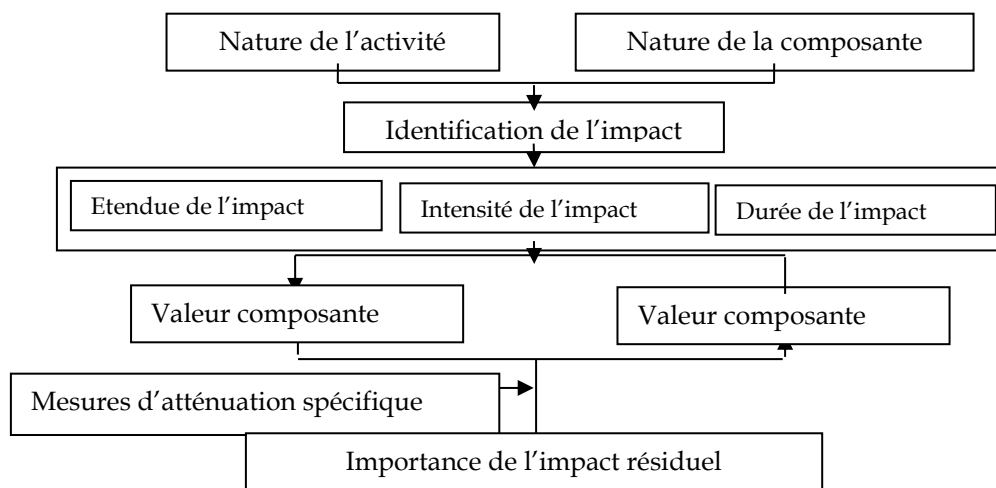 Nature de l’activité
Nature de la composante
Identification de l’impact
Etendue de l’impact
Intensité de l’impact
Durée de l’impact
Valeur composante
Valeur composante
Mesures d’atténuation spécifique
Importance de l’impact résiduel